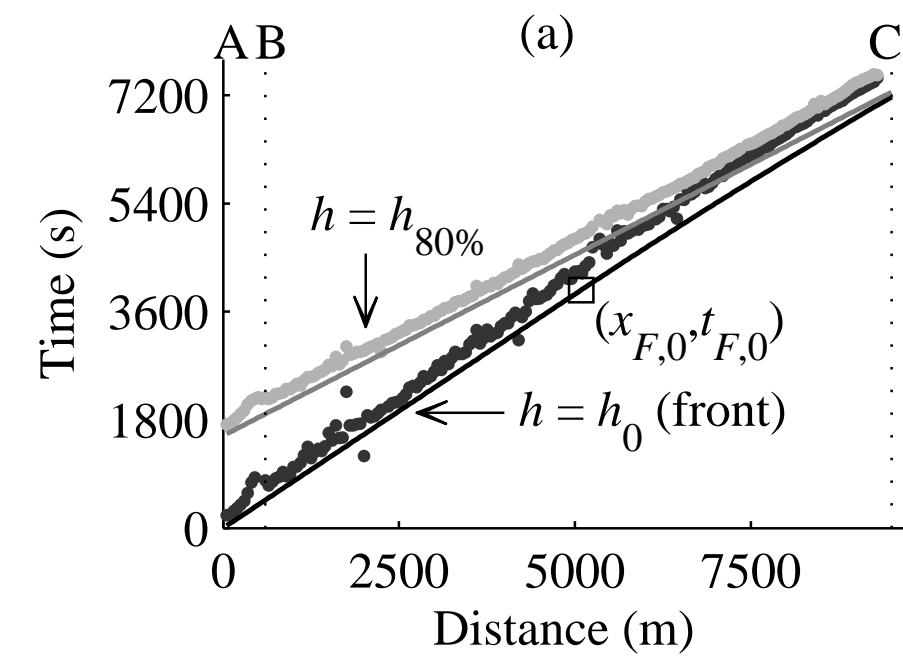 (a)
A B C
7200
5400
3600
1800
0
Time (s)
h = h80%
(xF,0,tF,0)
h = h0 (front)
0 2500 5000 7500
Distance (m)